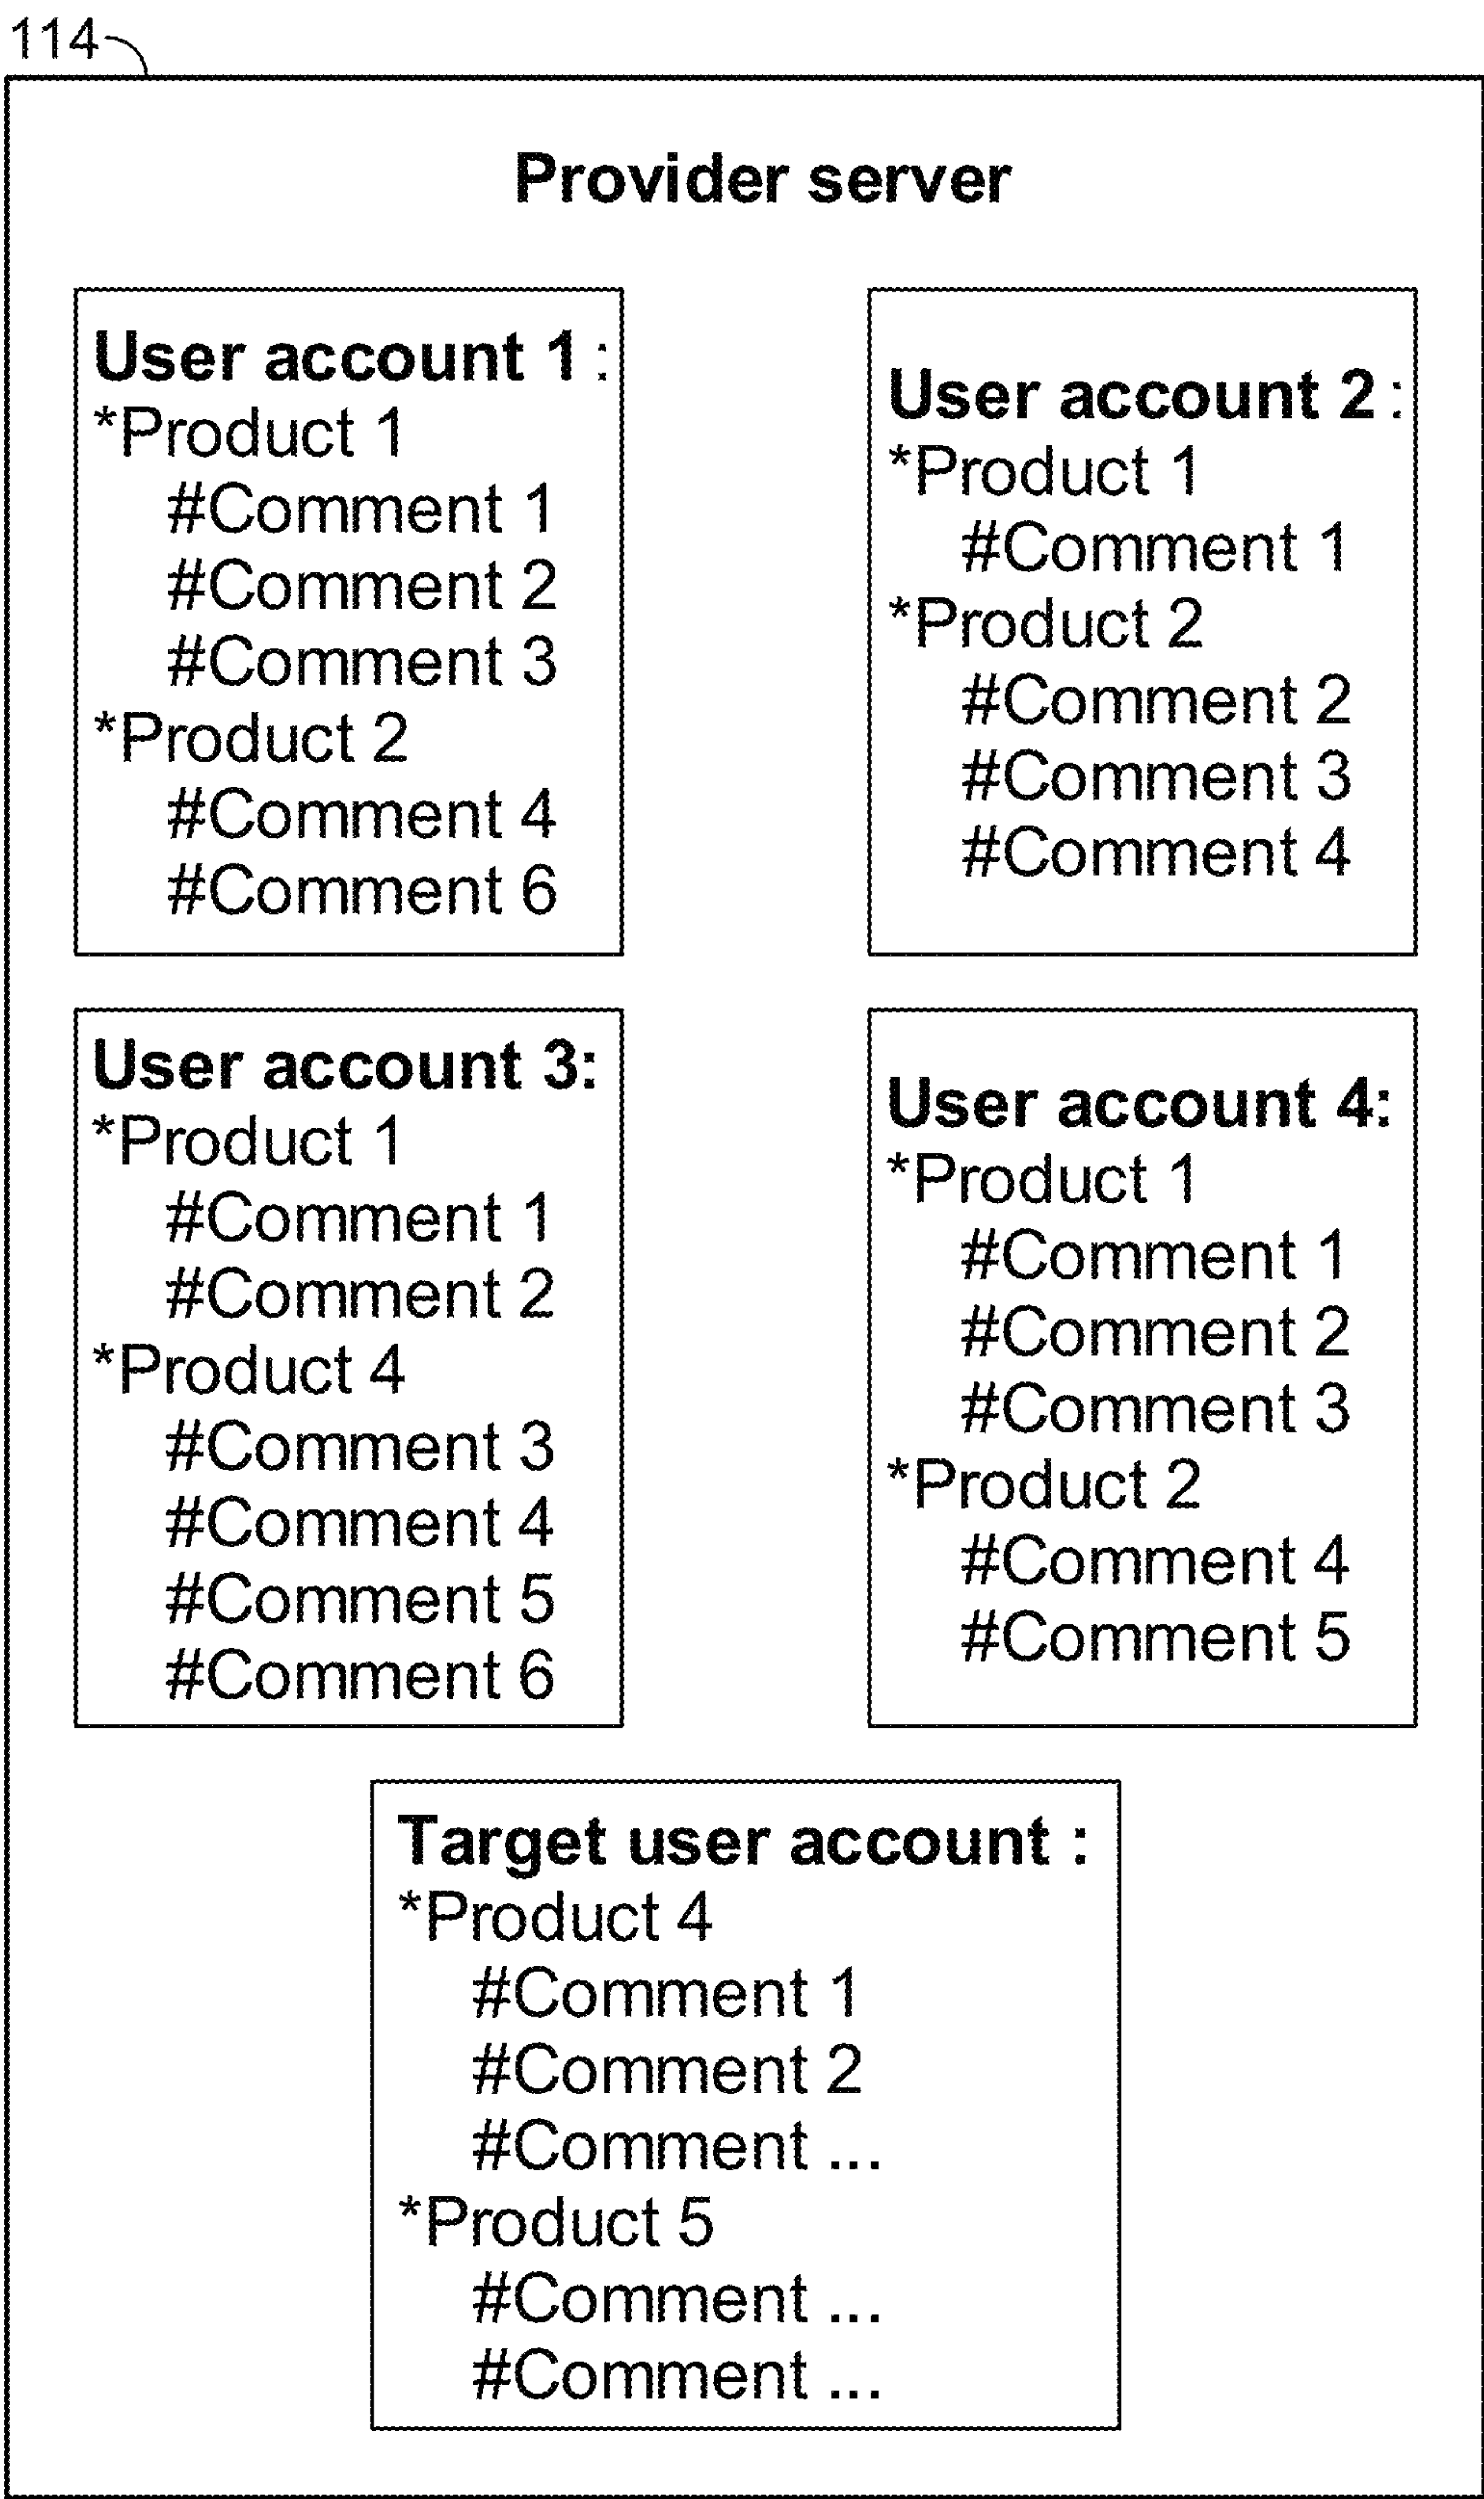 114
Provider server
User account 1 :
*Product 1
#Comment 1
#Comment 2
#Comment 3
*Product 2
#Comment 4
#Comment 6
User account 2 :
*Product 1
#Comment 1
*Product 2
#Comment 2
#Comment 3
#Comment 4
User account 3:
*Product 1
#Comment 1
#Comment 2
*Product 4
#Comment 3
#Comment 4
#Comment 5
#Comment 6
User account 4:
*Product 1
#Comment 1
#Comment 2
#Comment 3
*Product 2
#Comment 4
#Comment 5
Target user account :
*Product 4
#Comment 1
#Comment 2
#Comment ...
*Product 5
#Comment ...
#Comment ...